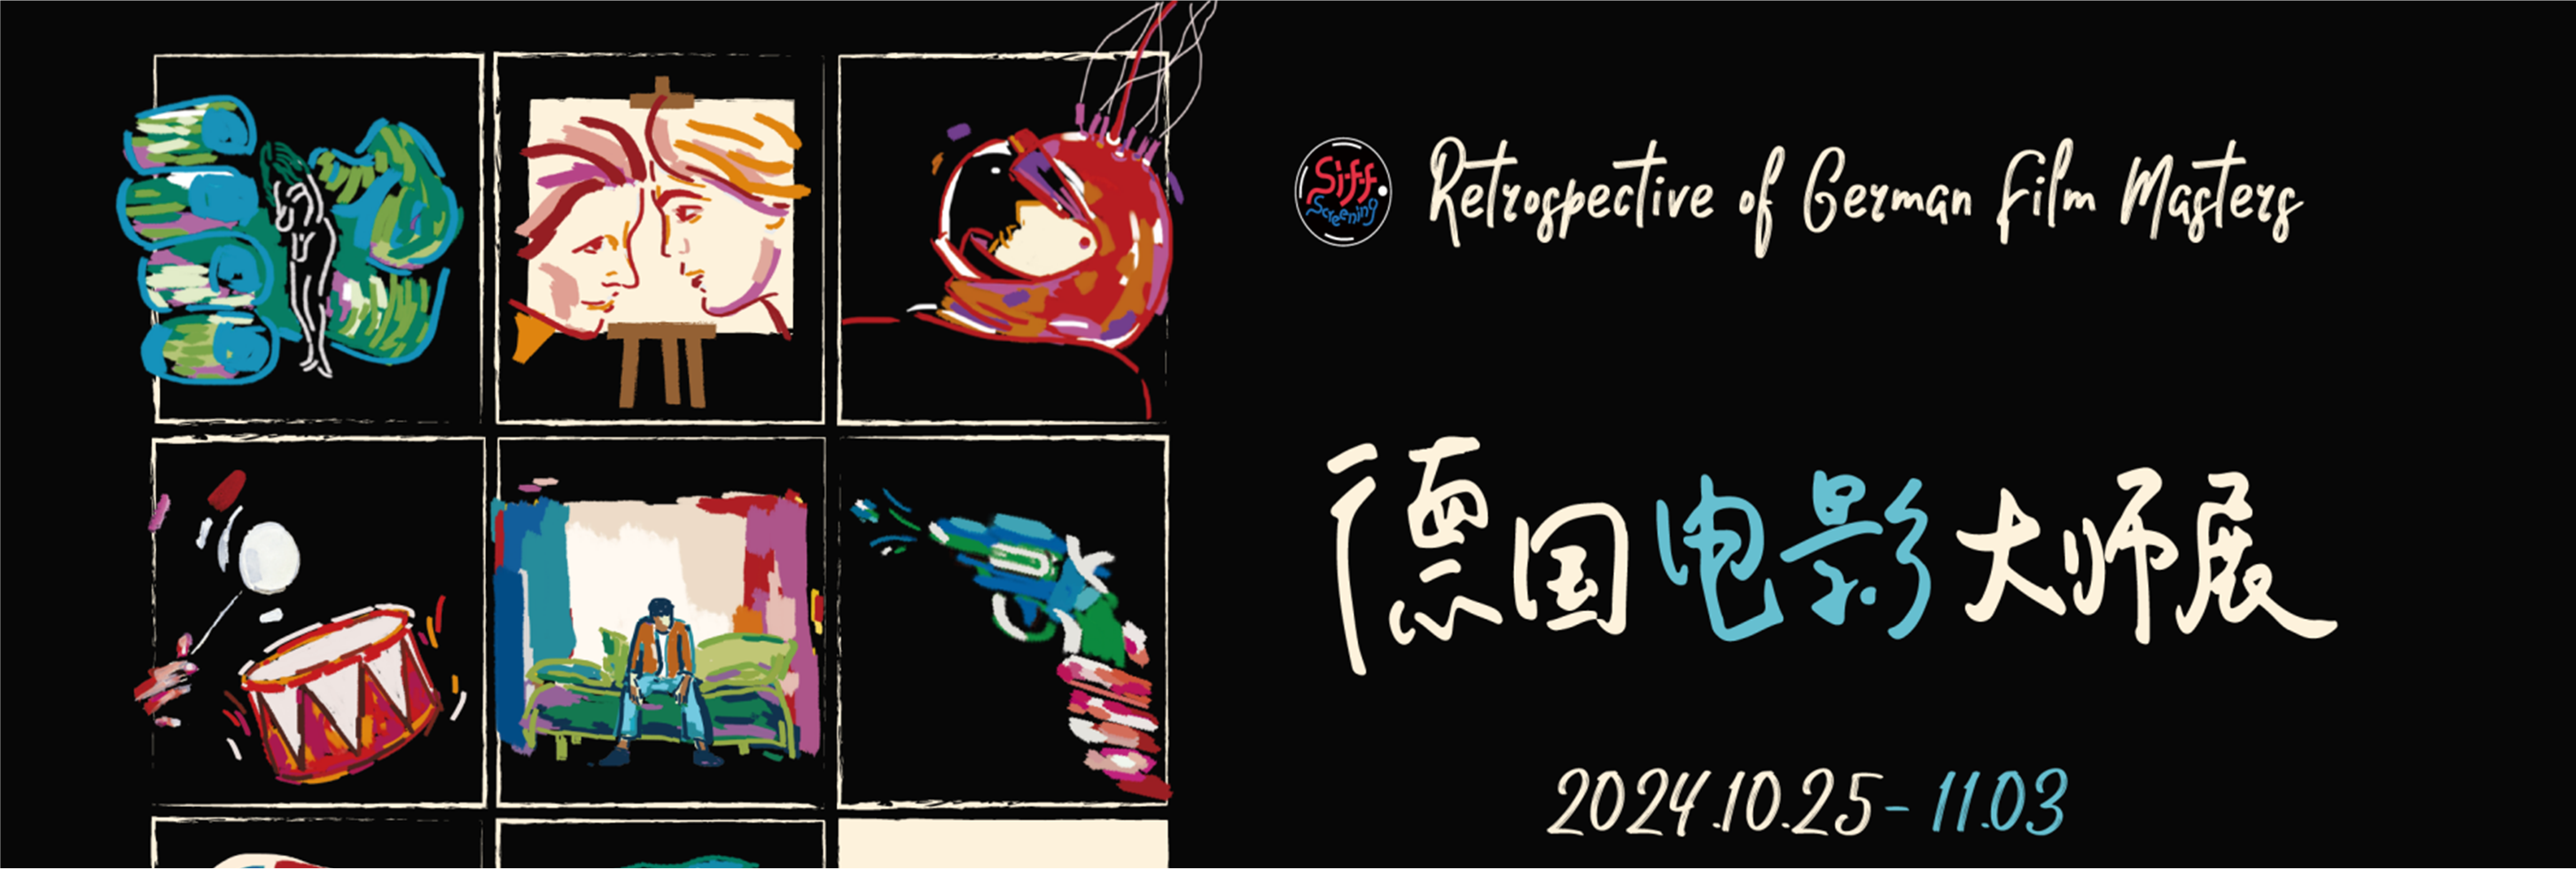 Siff
Screening
Retrospective of German Film Masters
德国电影大师展
2024.10.25-11.03